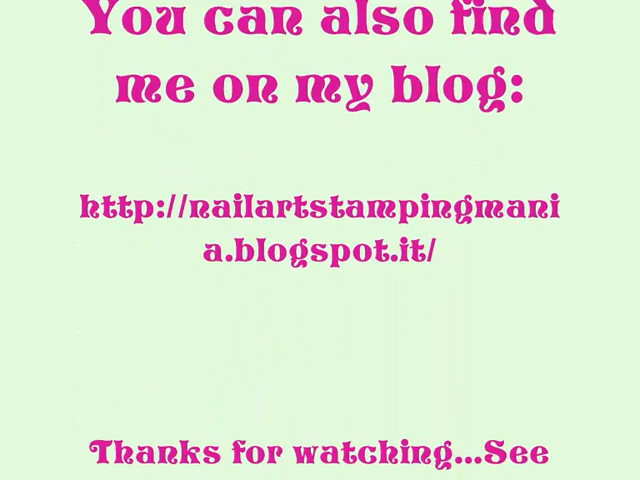 You can also find
me on my blog:
http://nailartstampingmani
a.blogspot.it/
Thanks for watching...See